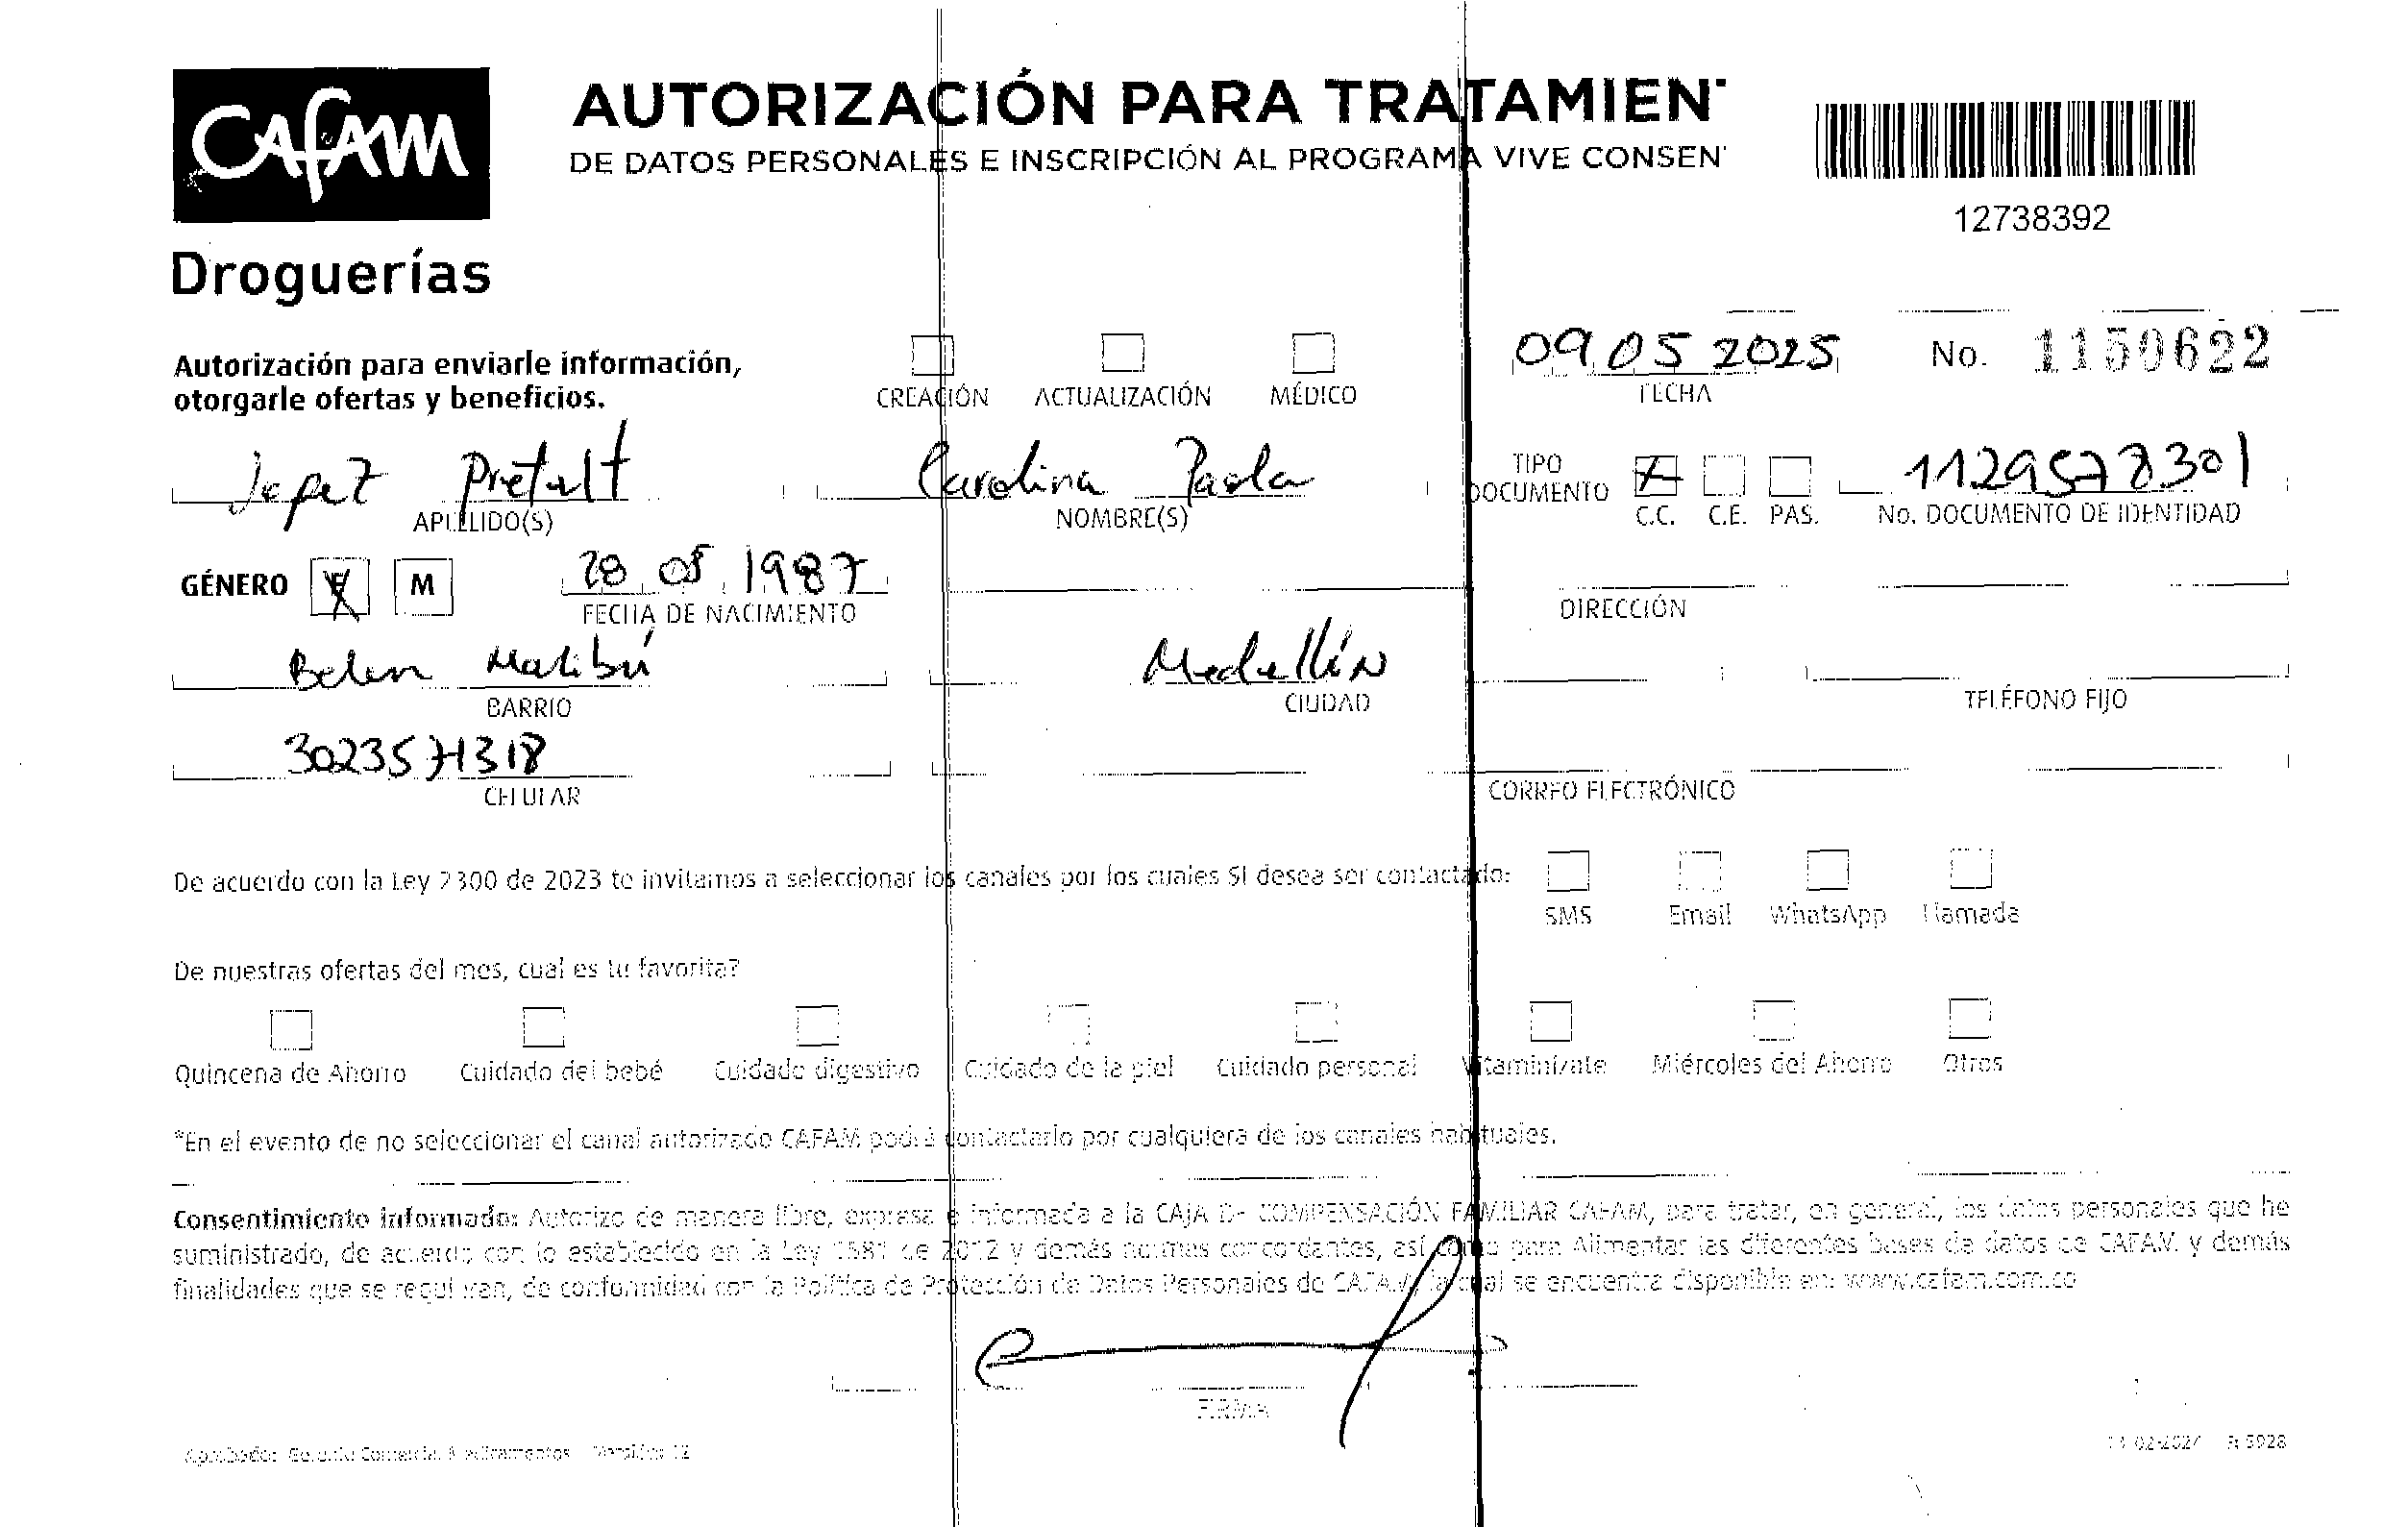 CAFAM
Droguerías
AUTORIZACIÓN PARA TRATAMIEN
DE DATOS PERSONALES E INSCRIPCIÓN AL PROGRAMA VIVE CONSEN
12738392
Autorización para enviarle información,
otorgarle ofertas y beneficios.
CREACIÓN ACTUALIZACIÓN MÉDICO
09 05 2025
FECHA
No. 1150622
Pretelt Carolina Paola
APELLIDO(S) NOMBRE(S)
TIPO DOCUMENTO X C.C. C.E. PAS.
1129578301
No. DOCUMENTO DE IDENTIDAD
GÉNERO F M 28 05 1987
FECHA DE NACIMIENTO DIRECCIÓN
Belen Malibú Medellín
BARRIO CIUDAD TELÉFONO FIJO
3023571318
CELULAR CORREO ELECTRÓNICO
De acuerdo con la Ley 2300 de 2023 te invitamos a seleccionar los canales por los cuales SI desea ser contactado:
SMS Email WhatsApp Llamada
De nuestras ofertas del mes, cual es tu favorita?
Quincena de Ahorro Cuidado del bebé Cuidado digestivo Cuidado de la piel Cuidado personal Vitaminízate Miércoles del Ahorro Otros
*En el evento de no seleccionar el canal autorizado CAFAM podrá contactarlo por cualquiera de los canales habituales.
Consentimiento informado: Autorizo de manera libre, expresa e informada a la CAJA DE COMPENSACIÓN FAMILIAR CAFAM, para tratar, en general, los datos personales que he
suministrado, de acuerdo con lo establecido en la Ley 1581 de 2012 y demás normas concordantes, así como para Alimentar las diferentes bases de datos de CAFAM y demás
finalidades que se requieran, de conformidad con la Política de Protección de Datos Personales de CAFAM, la cual se encuentra disponible en: www.cafam.com.co
FIRMA